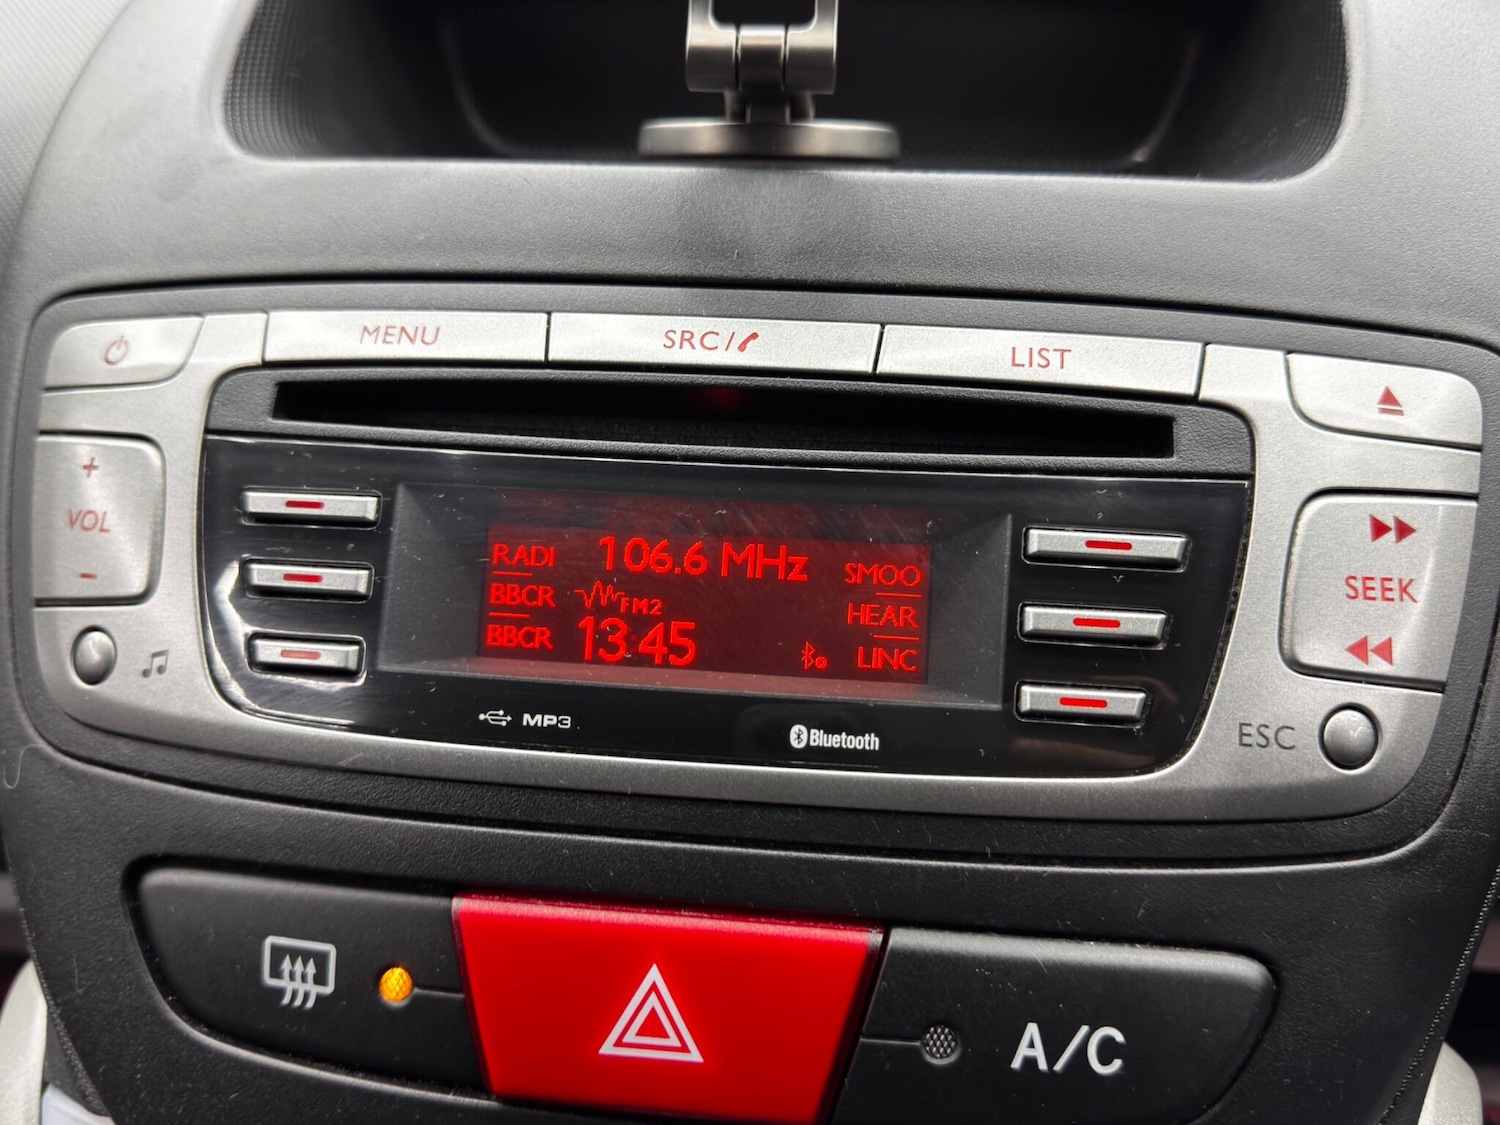 MENU
SRC/
LIST
+
VOL
-
SEEK
ESC
RADI
106.6 MHz
SMOO
BBCR
FM2
HEAR
BBCR
13:45
LINC
MP3
Bluetooth
A/C